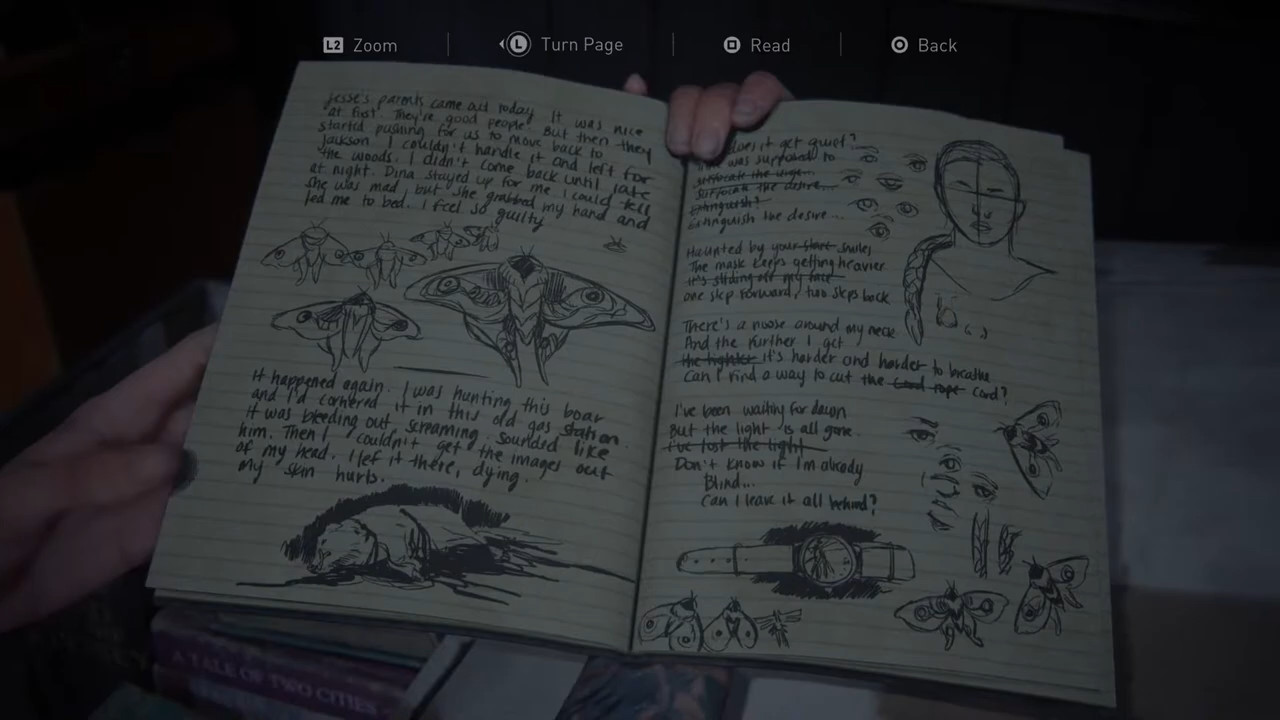 L2 Zoom
L Turn Page
Read
Back
Jesse's parents came out today. It was nice
at first. They're good people. But then they
started pushing for us to move back to
Jackson. I couldn't handle it and left for
the woods. I didn't come back until late
at night. Dina stayed up for me. I could tell
she was mad, but she grabbed my hand and
led me to bed. I feel so guilty
It happened again. I was hunting this boar
and I'd cornered it in this old gas station.
It was bleeding out, screaming. Sounded like
him. Then I couldn't get the images out
of my head. I left it there, dying.
My skin hurts.
does it get quiet?
was supposed to
suffocate the urge...
suffocate the desire...
extinguish?
Extinguish the desire...
Haunted by your stare smiles
The mask keeps getting heavier
it's sliding off my face
one step forward, two steps back
There's a noose around my neck
And the further I get
the tighter it's harder and harder to breathe
Can I find a way to cut the cord rope cord?
I've been waiting for dawn
But the light is all gone
I've lost the light
Don't know if I'm already
Blind...
Can I leave it all behind?
A TALE OF TWO CITIES